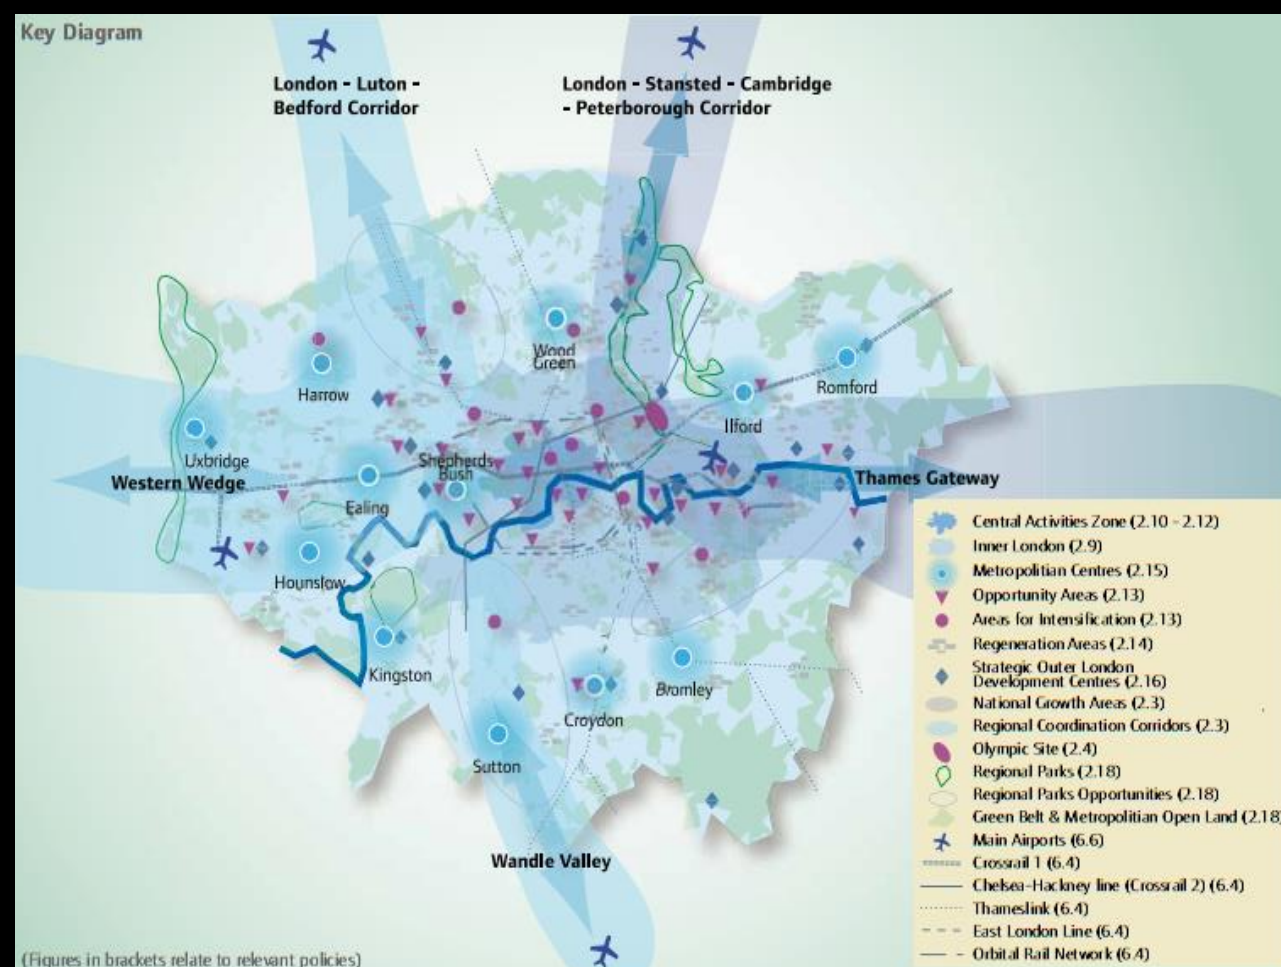 Key Diagram
London - Luton -
Bedford Corridor
London - Stansted - Cambridge
- Peterborough Corridor
Wood
Green
Harrow
Romford
Ilford
Uxbridge
Shepherds
Bush
Western Wedge
Thames Gateway
Ealing
Hounslow
Kingston
Bromley
Croydon
Sutton
Wandle Valley
Central Activities Zone (2.10 - 2.12)
Inner London (2.9)
Metropolitian Centres (2.15)
Opportunity Areas (2.13)
Areas for Intensification (2.13)
Regeneration Areas (2.14)
Strategic Outer London
Development Centres (2.16)
National Growth Areas (2.3)
Regional Coordination Corridors (2.3)
Olympic Site (2.4)
Regional Parks (2.18)
Regional Parks Opportunities (2.18)
Green Belt & Metropolitian Open Land (2.18)
Main Airports (6.6)
Crossrail 1 (6.4)
Chelsea-Hackney line (Crossrail 2) (6.4)
Thameslink (6.4)
East London Line (6.4)
Orbital Rail Network (6.4)
(Figures in brackets relate to relevant policies)